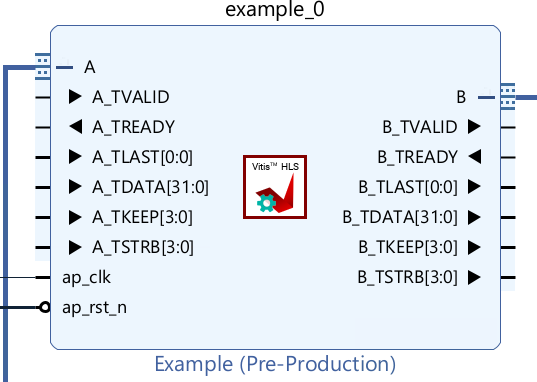 example_0
A
A_TVALID
A_TREADY
A_TLAST[0:0]
A_TDATA[31:0]
A_TKEEP[3:0]
A_TSTRB[3:0]
ap_clk
ap_rst_n
Vitis™ HLS
B
B_TVALID
B_TREADY
B_TLAST[0:0]
B_TDATA[31:0]
B_TKEEP[3:0]
B_TSTRB[3:0]
Example (Pre-Production)